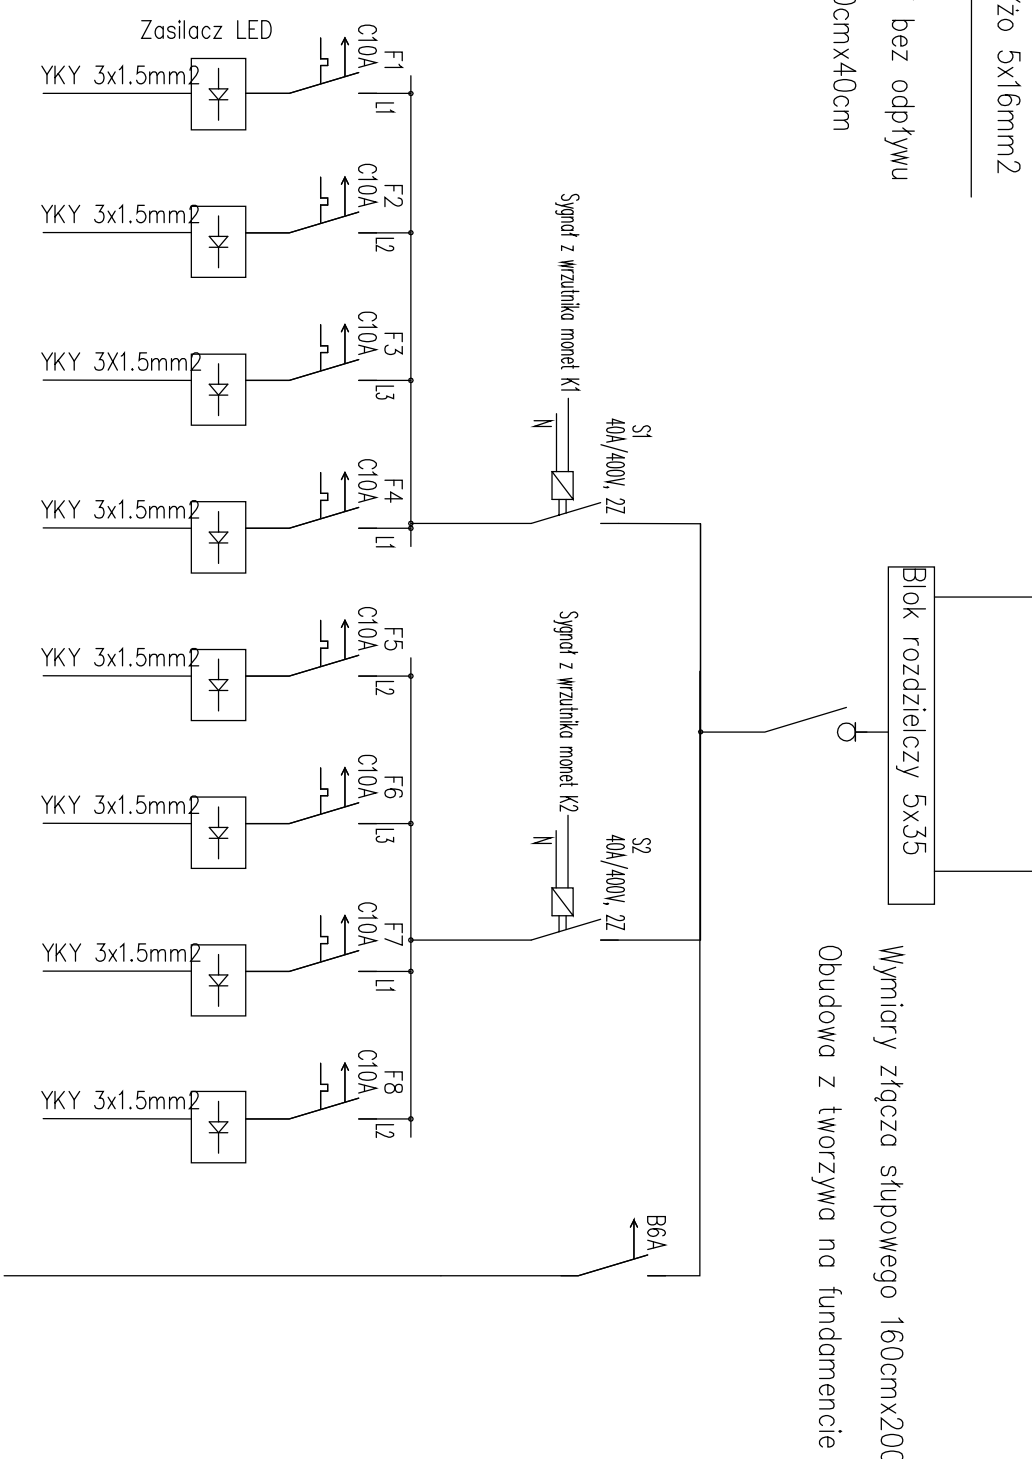 Zasilacz LED
YKY 3x1.5mm2
C10A
F1
L1
YKY 3x1.5mm2
C10A
F2
L2
YKY 3X1.5mm2
C10A
F3
L3
YKY 3x1.5mm2
C10A
F4
L1
YKY 3x1.5mm2
C10A
F5
L2
YKY 3x1.5mm2
C10A
F6
L3
YKY 3x1.5mm2
C10A
F7
L1
YKY 3x1.5mm2
C10A
F8
L2
Sygnał z wrzutnika monet K1
N
S1
40A/400V, 2Z
Sygnał z wrzutnika monet K2
N
S2
40A/400V, 2Z
B6A
Blok rozdzielczy 5x35
żo 5x16mm2
bez odpływu
0cmx40cm
Wymiary złącza słupowego 160cmx200
Obudowa z tworzywa na fundamencie